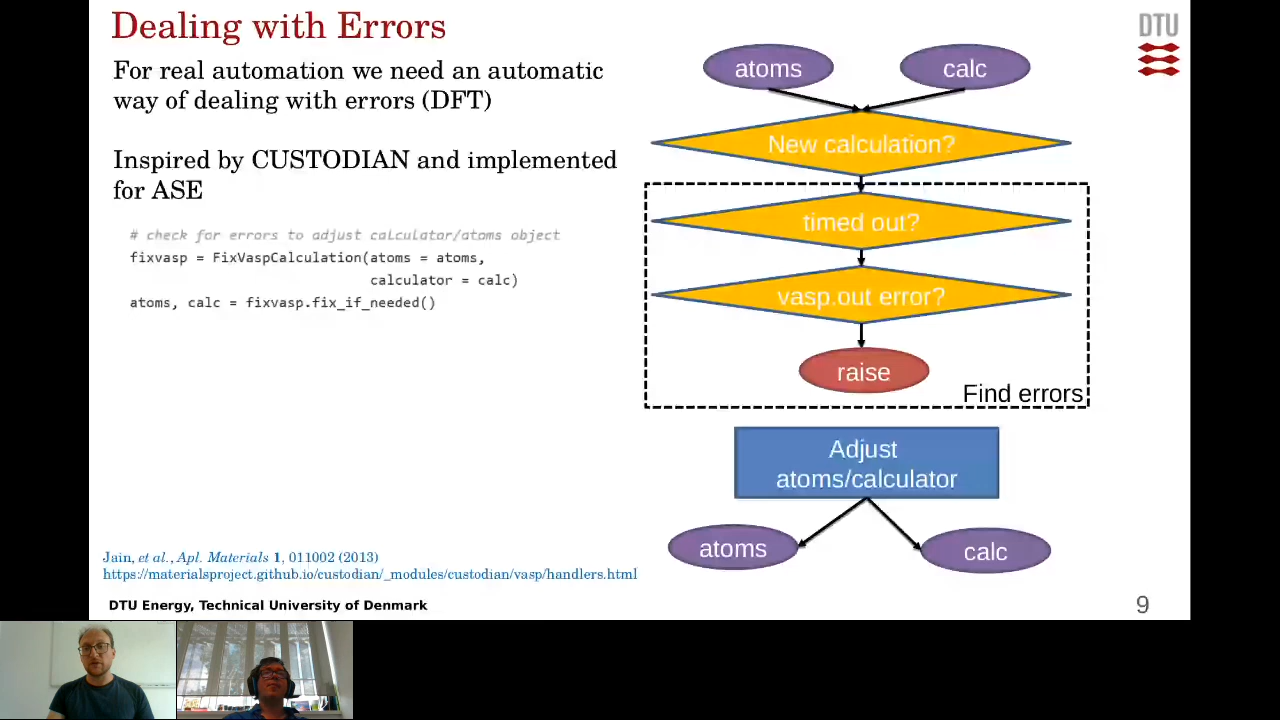 Dealing with Errors
DTU
For real automation we need an automatic
way of dealing with errors (DFT)
Inspired by CUSTODIAN and implemented
for ASE
# check for errors to adjust calculator/atoms object
fixvasp = FixVaspCalculation(atoms = atoms,
calculator = calc)
atoms, calc = fixvasp.fix_if_needed()
atoms
calc
New calculation?
timed out?
vasp.out error?
raise
Find errors
Adjust
atoms/calculator
atoms
calc
Jain, et al., Apl. Materials 1, 011002 (2013)
https://materialsproject.github.io/custodian/_modules/custodian/vasp/handlers.html
DTU Energy, Technical University of Denmark
9